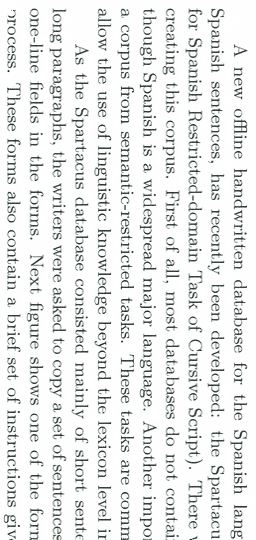 A new offline handwritten database for the Spanish lang
Spanish sentences, has recently been developed: the Spartacu
for Spanish Restricted-domain Task of Cursive Script). There
creating this corpus. First of all, most databases do not contai
though Spanish is a widespread major language. Another impor
a corpus from semantic-restricted tasks. These tasks are comm
allow the use of linguistic knowledge beyond the lexicon level in
As the Spartacus database consisted mainly of short sente
long paragraphs, the writers were asked to copy a set of sentences
one-line fields in the forms. Next figure shows one of the form
process. These forms also contain a brief set of instructions give